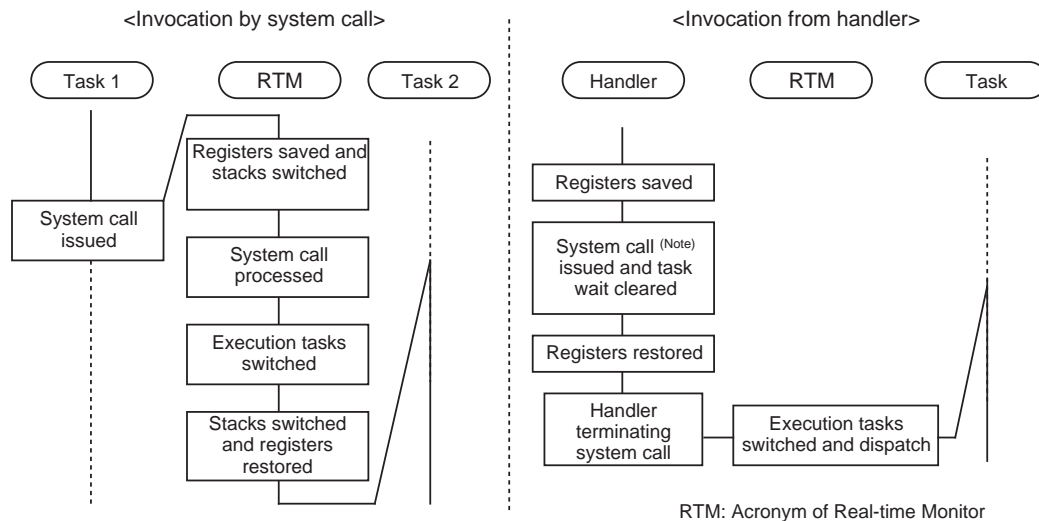 <Invocation by system call>
Task 1
RTM
Task 2
Registers saved and
stacks switched
System call
issued
System call
processed
Execution tasks
switched
Stacks switched
and registers
restored
<Invocation from handler>
Handler
RTM
Task
Registers saved
System call (Note)
issued and task
wait cleared
Registers restored
Handler
terminating
system call
Execution tasks
switched and dispatch
RTM: Acronym of Real-time Monitor